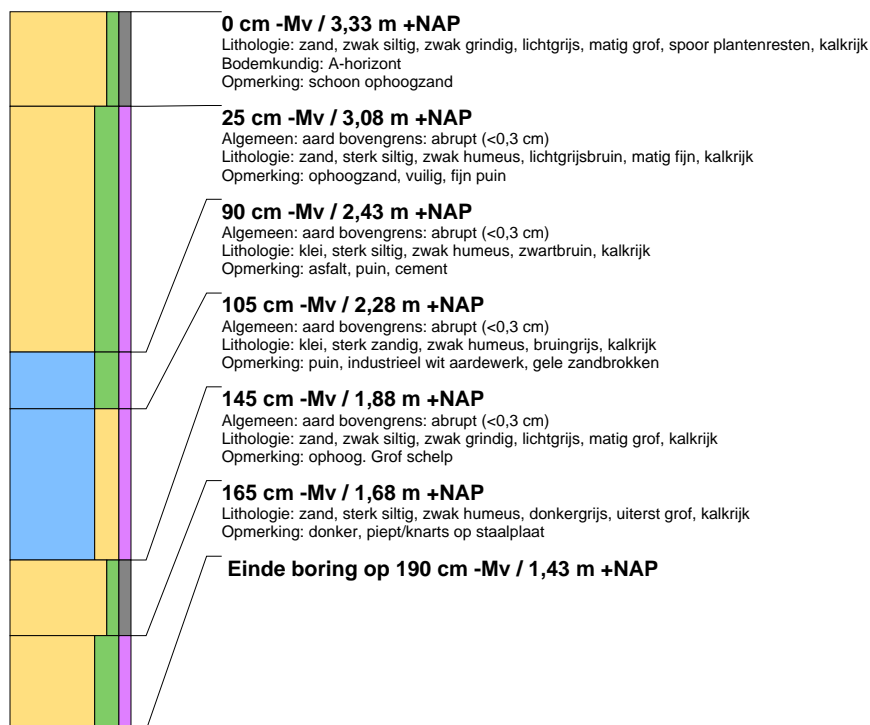 0 cm -Mv / 3,33 m +NAP
Lithologie: zand, zwak siltig, zwak grindig, lichtgrijs, matig grof, spoor plantenresten, kalkrijk
Bodemkundig: A-horizont
Opmerking: schoon ophoogzand
25 cm -Mv / 3,08 m +NAP
Algemeen: aard bovengrens: abrupt (<0,3 cm)
Lithologie: zand, sterk siltig, zwak humeus, lichtgrijsbruin, matig fijn, kalkrijk
Opmerking: ophoogzand, vuilig, fijn puin
90 cm -Mv / 2,43 m +NAP
Algemeen: aard bovengrens: abrupt (<0,3 cm)
Lithologie: klei, sterk siltig, zwak humeus, zwartbruin, kalkrijk
Opmerking: asfalt, puin, cement
105 cm -Mv / 2,28 m +NAP
Algemeen: aard bovengrens: abrupt (<0,3 cm)
Lithologie: klei, sterk zandig, zwak humeus, bruingrijs, kalkrijk
Opmerking: puin, industrieel wit aardewerk, gele zandbrokken
145 cm -Mv / 1,88 m +NAP
Algemeen: aard bovengrens: abrupt (<0,3 cm)
Lithologie: zand, zwak siltig, zwak grindig, lichtgrijs, matig grof, kalkrijk
Opmerking: ophoog. Grof schelp
165 cm -Mv / 1,68 m +NAP
Lithologie: zand, sterk siltig, zwak humeus, donkergrijs, uiterst grof, kalkrijk
Opmerking: donker, piept/knarts op staalplaat
Einde boring op 190 cm -Mv / 1,43 m +NAP